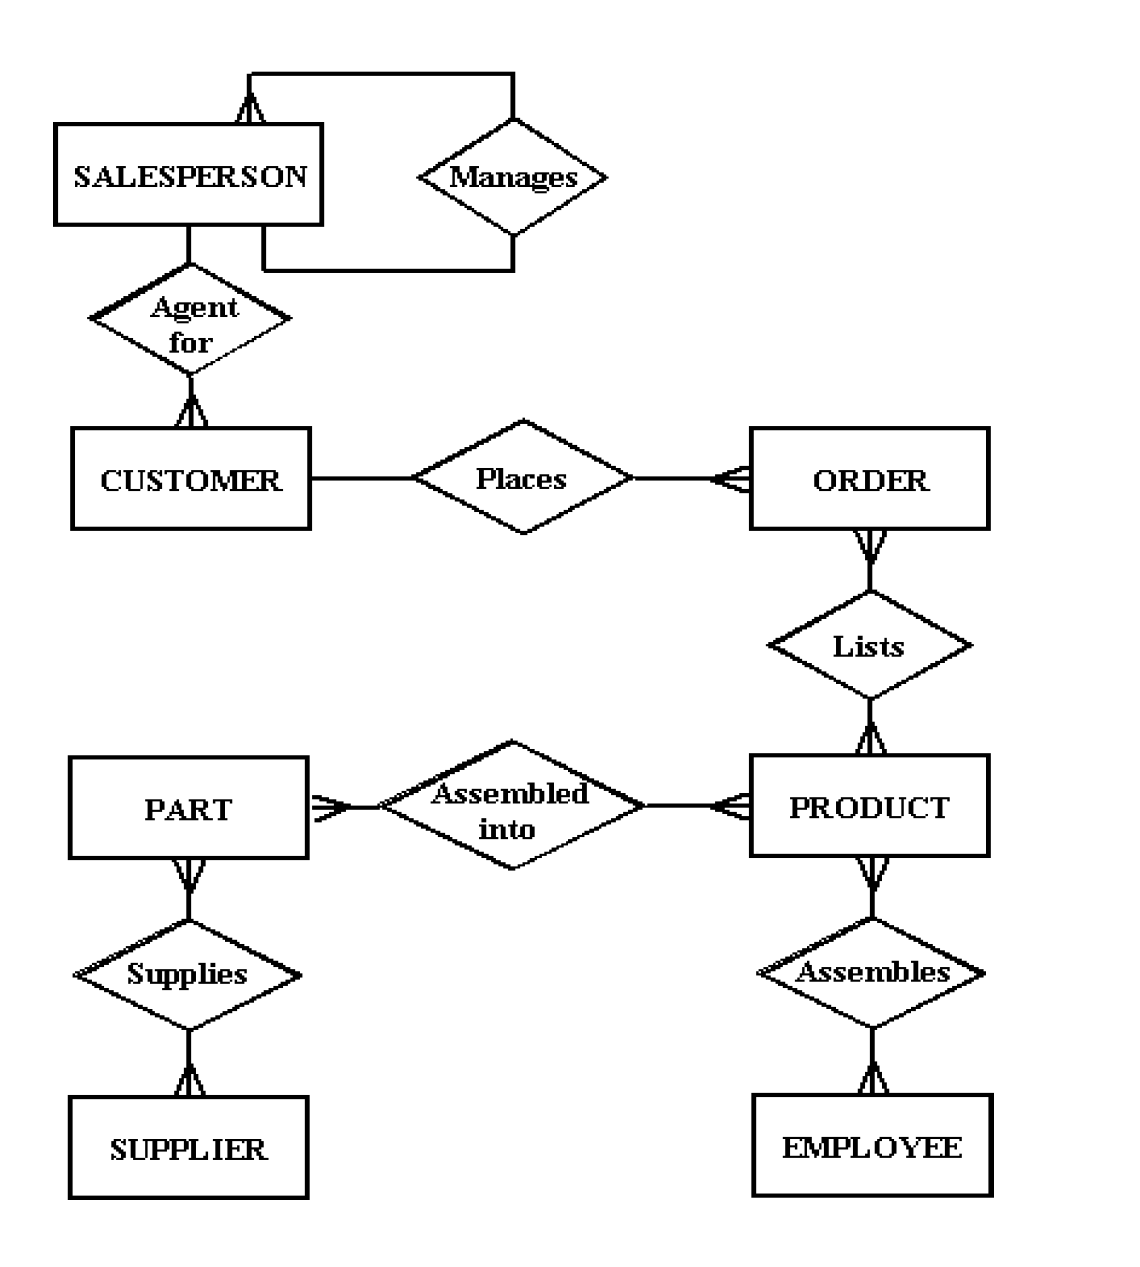 SALESPERSON
Manages
Agent
for
CUSTOMER
Places
ORDER
Lists
PART
Assembled
into
PRODUCT
Supplies
Assembles
SUPPLIER
EMPLOYEE